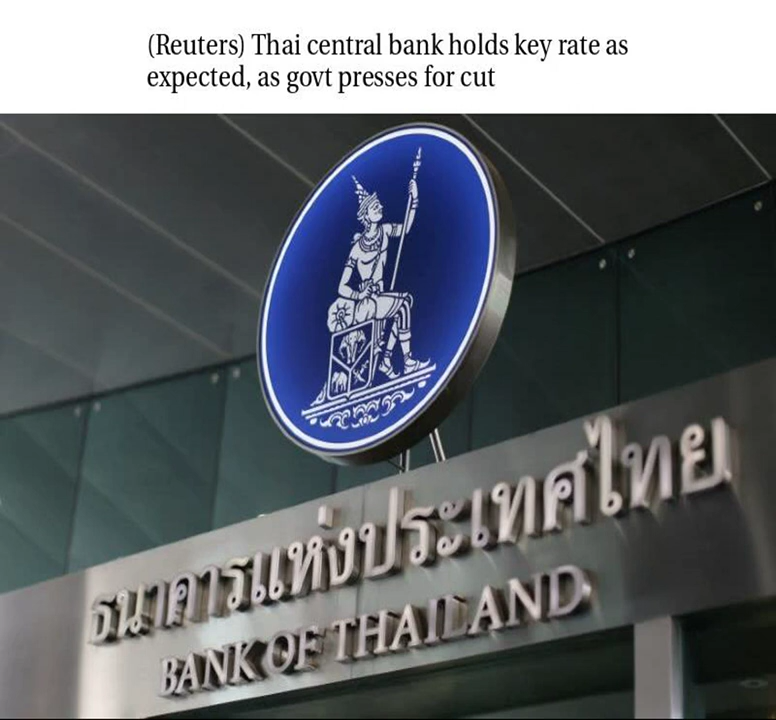 (Reuters) Thai central bank holds key rate as
expected, as govt presses for cut
ธนาคารแห่งประเทศไทย
BANK OF THAILAND